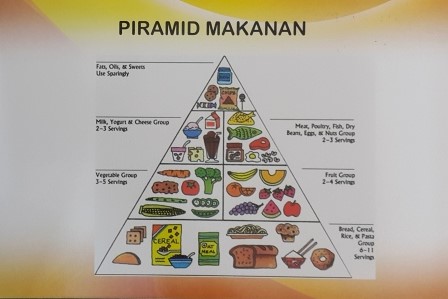 PIRAMID MAKANAN
Fats, Oils, & Sweets
Use Sparingly
CHIPS
Milk, Yogurt & Cheese Group
2-3 Servings
Meat, Poultry, Fish, Dry
Beans, Eggs, & Nuts Group
2-3 Servings
Vegetable Group
3-5 Servings
Fruit Group
2-4 Servings
CEREAL
OAT
MEAL
Bread, Cereal,
Rice, & Pasta
Group
6-11
Servings